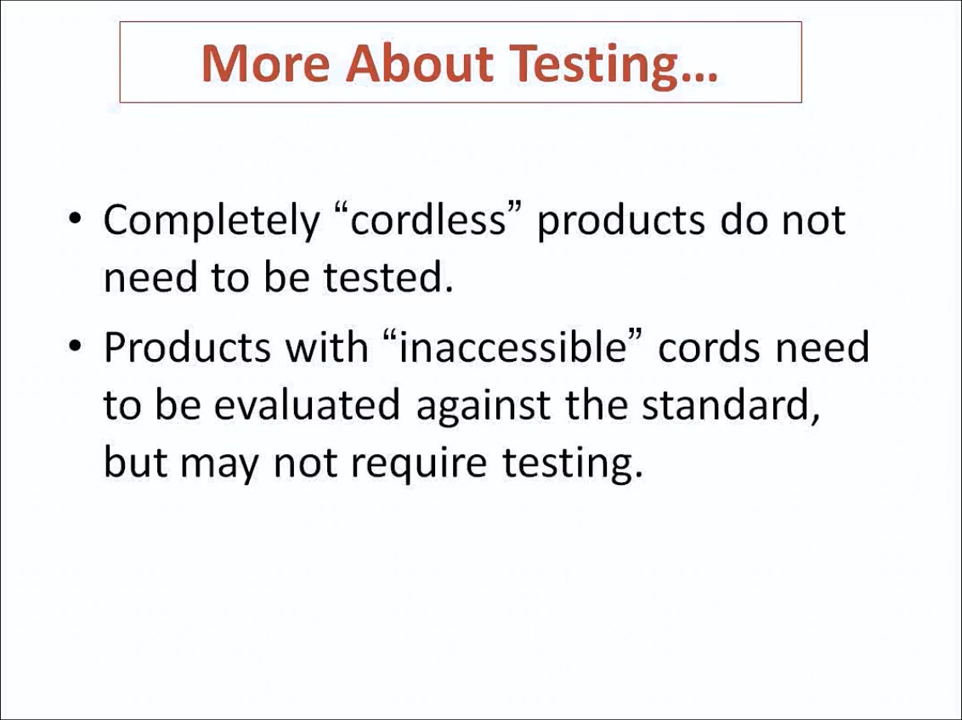 More About Testing…
• Completely “cordless” products do not
need to be tested.
• Products with “inaccessible” cords need
to be evaluated against the standard,
but may not require testing.